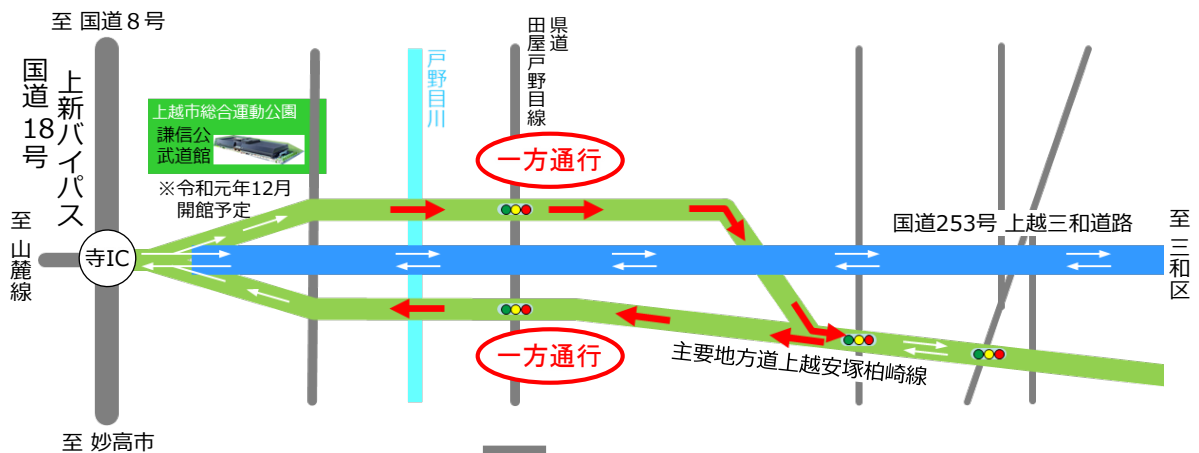 至 国道８号
国道18号
上新バイパス
上越市総合運動公園
謙信公
武道館
※令和元年12月
開館予定
戸野目川
県道
田屋戸野目線
一方通行
国道253号 上越三和道路
至 三和区
至 山麓線
寺IC
一方通行
主要地方道上越安塚柏崎線
至 妙高市